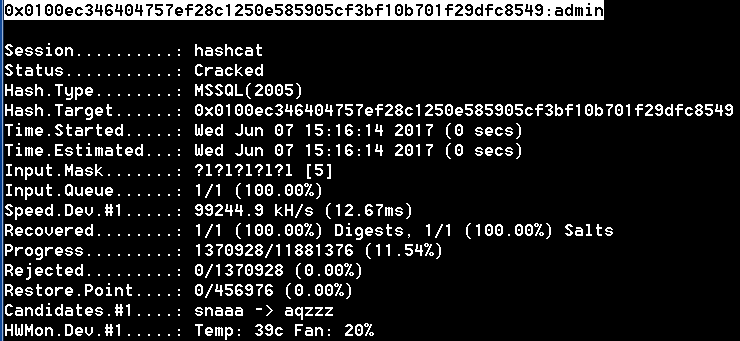 0x0100ec346404757ef28c1250e585905cf3bf10b701f29dfc8549:admin
Session..........: hashcat
Status...........: Cracked
Hash.Type........: MSSQL(2005)
Hash.Target......: 0x0100ec346404757ef28c1250e585905cf3bf10b701f29dfc8549
Time.Started.....: Wed Jun 07 15:16:14 2017 (0 secs)
Time.Estimated...: Wed Jun 07 15:16:14 2017 (0 secs)
Input.Mask.......: ?l?l?l?l?l [5]
Input.Queue......: 1/1 (100.00%)
Speed.Dev.#1.....: 99244.9 kH/s (12.67ms)
Recovered........: 1/1 (100.00%) Digests, 1/1 (100.00%) Salts
Progress.........: 1370928/11881376 (11.54%)
Rejected.........: 0/1370928 (0.00%)
Restore.Point....: 0/456976 (0.00%)
Candidates.#1....: snaaa -> aqzzz
HWMon.Dev.#1.....: Temp: 39c Fan: 20%